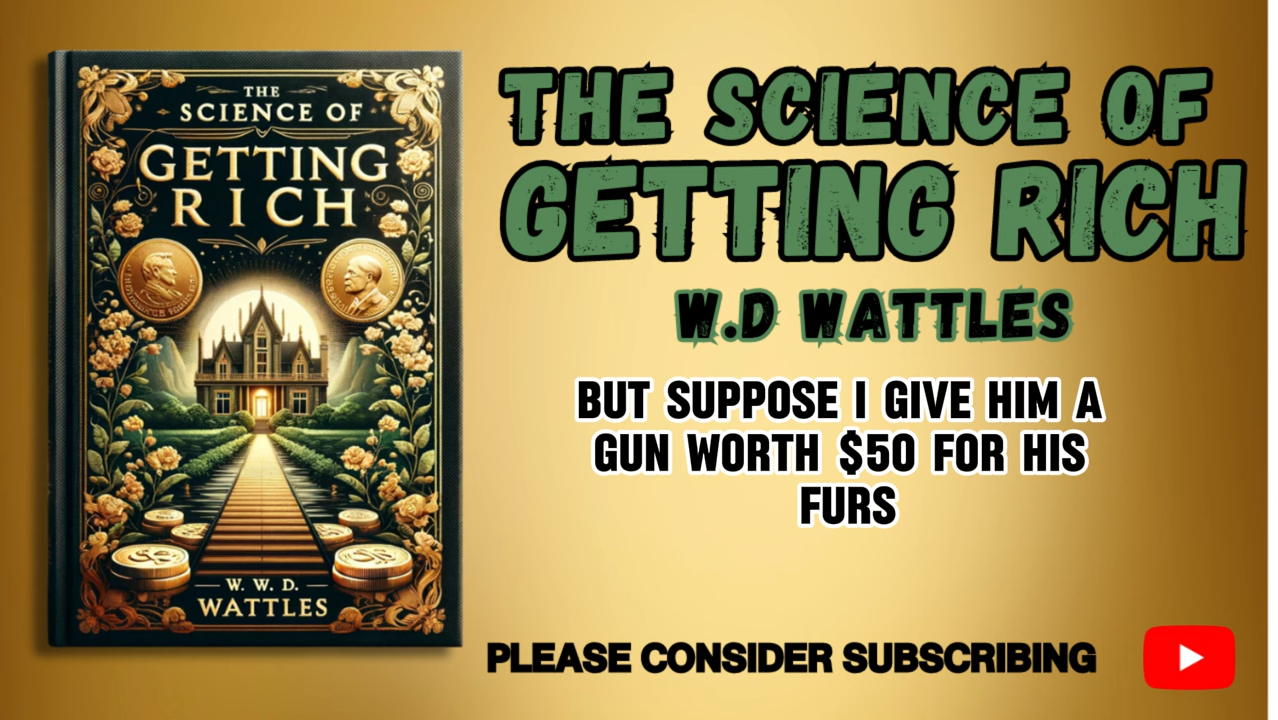 THE
SCIENCE OF
GETTING
RICH
W. W. D.
WATTLES
THE SCIENCE OF
GETTING RICH
W.D WATTLES
BUT SUPPOSE I GIVE HIM A
GUN WORTH $50 FOR HIS
FURS
PLEASE CONSIDER SUBSCRIBING